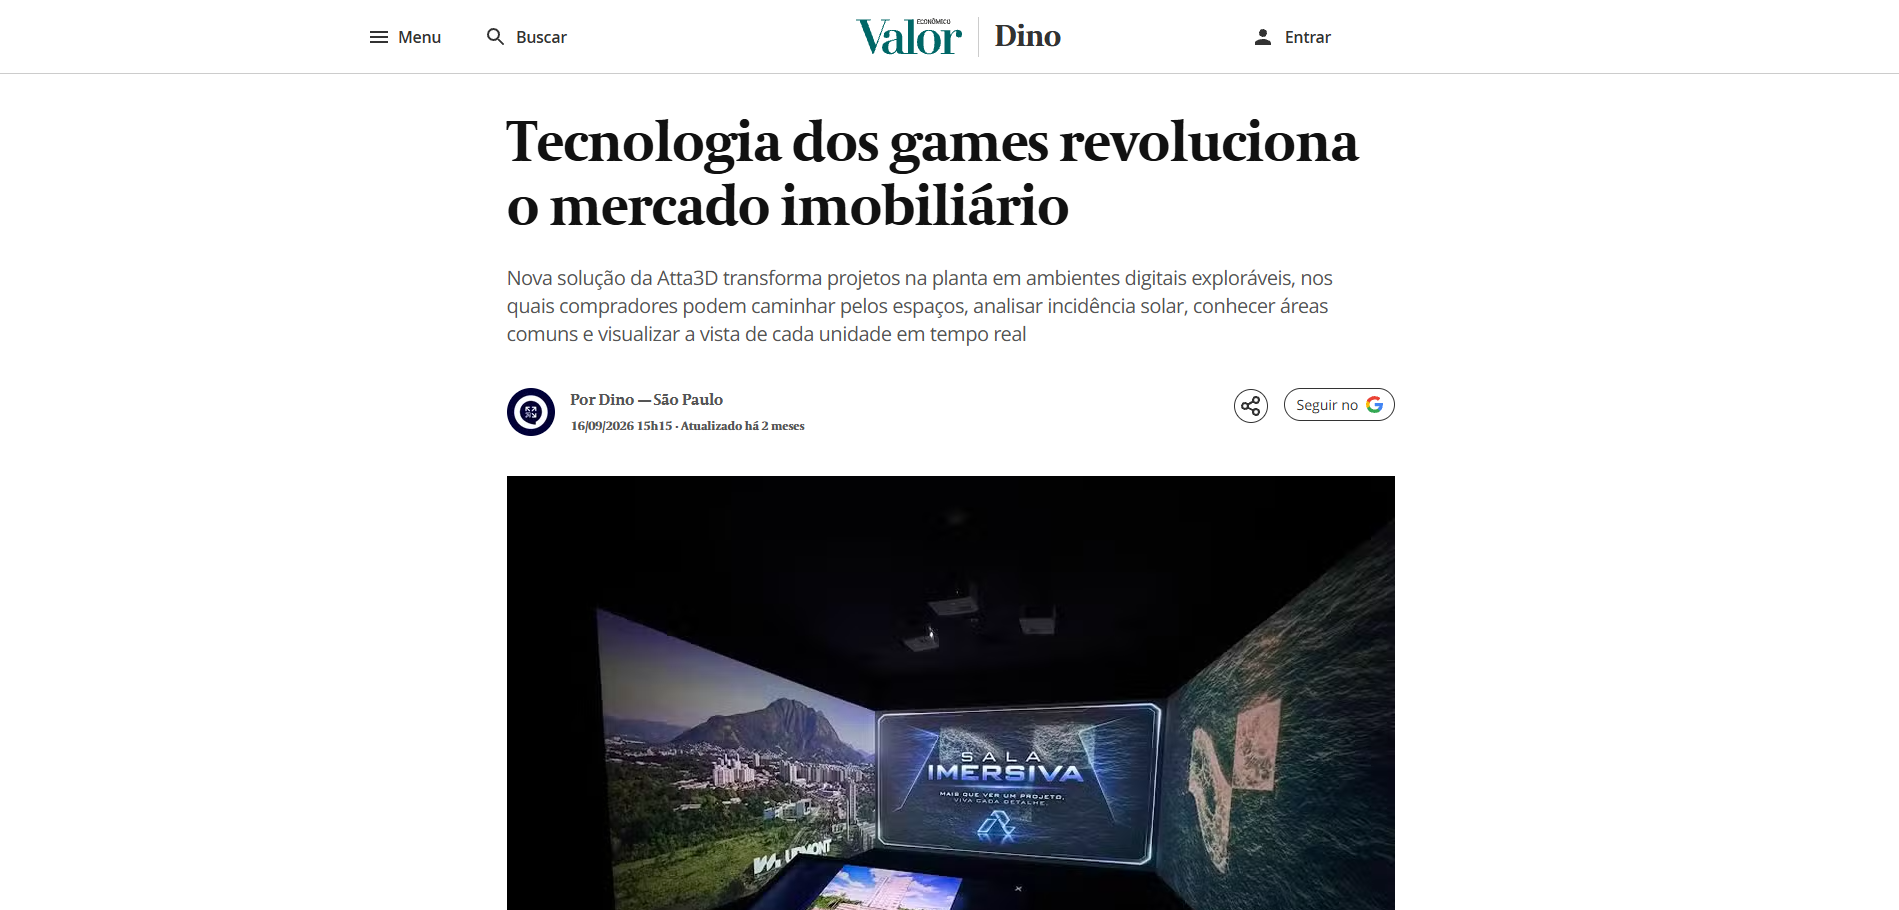 Menu
Buscar
Valor ECONÔMICO
Dino
Entrar
Tecnologia dos games revoluciona
o mercado imobiliário
Nova solução da Atta3D transforma projetos na planta em ambientes digitais exploráveis, nos
quais compradores podem caminhar pelos espaços, analisar incidência solar, conhecer áreas
comuns e visualizar a vista de cada unidade em tempo real
Por Dino — São Paulo
16/09/2026 15h15 · Atualizado há 2 meses
Seguir no
SALA
IMERSIVA
MAIS QUE VER UM PROJETO,
VIVA CADA DETALHE.